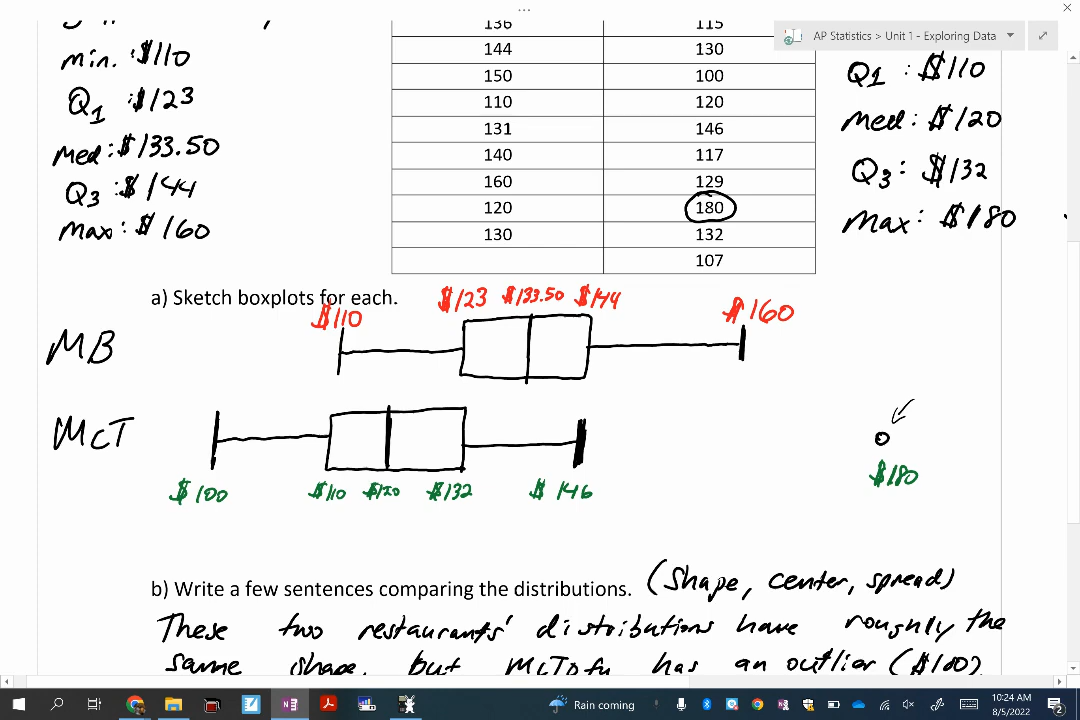 136 115
AP Statistics > Unit 1 - Exploring Data
min. : $110
144 130
Q1 : $110
150 100
Q1 : $123
110 120
med : $120
131 146
Med : $133.50
140 117
Q3 : $132
160 129
Q3 : $144
120 180
Max : $180
max : $160
130 132
107
a) Sketch boxplots for each.
$110 $123 $133.50 $144 $160
MB
McT
$180
$100 $110 $120 $132 $146
b) Write a few sentences comparing the distributions. (shape, center, spread)
These two restaurants' distributions have roughly the
same shape, but McTofu has an outlier ($180).
Rain coming
10:24 AM
8/5/2022
2